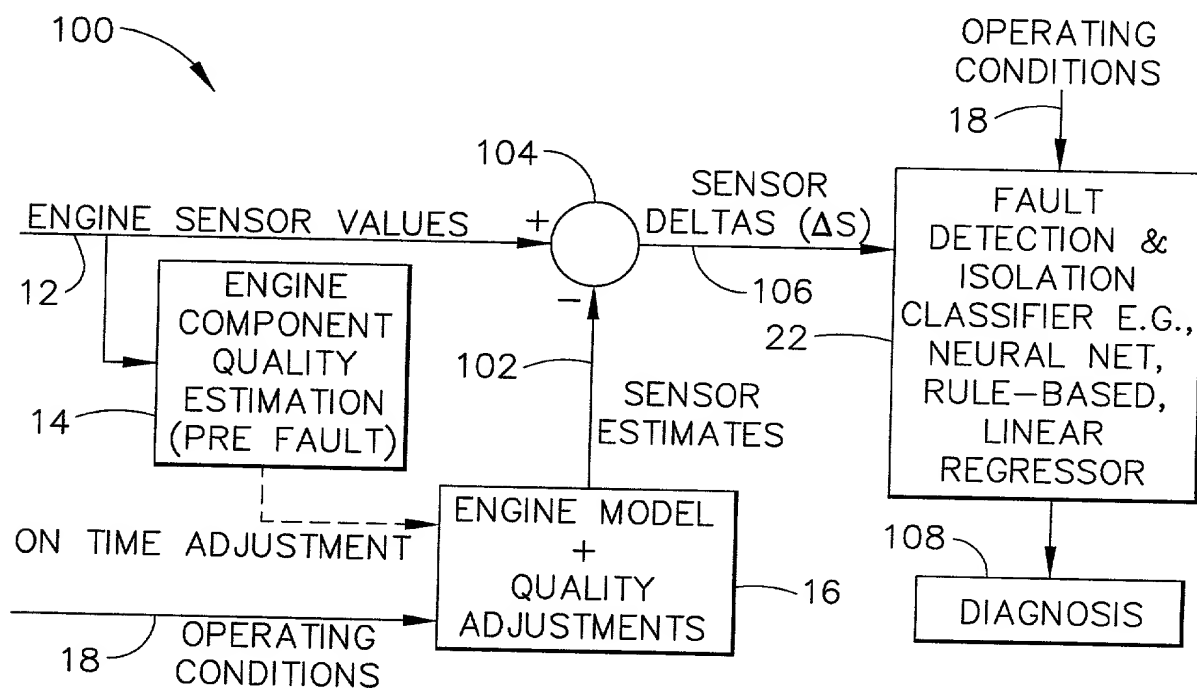 100
OPERATING
CONDITIONS
18
104
ENGINE SENSOR VALUES
+
SENSOR
DELTAS (ΔS)
12
−
106
ENGINE
COMPONENT
QUALITY
ESTIMATION
(PRE FAULT)
14
102
SENSOR
ESTIMATES
FAULT
DETECTION &
ISOLATION
CLASSIFIER E.G.,
NEURAL NET,
RULE-BASED,
LINEAR
REGRESSOR
22
ON TIME ADJUSTMENT
ENGINE MODEL
+
QUALITY
ADJUSTMENTS
16
18
OPERATING
CONDITIONS
108
DIAGNOSIS